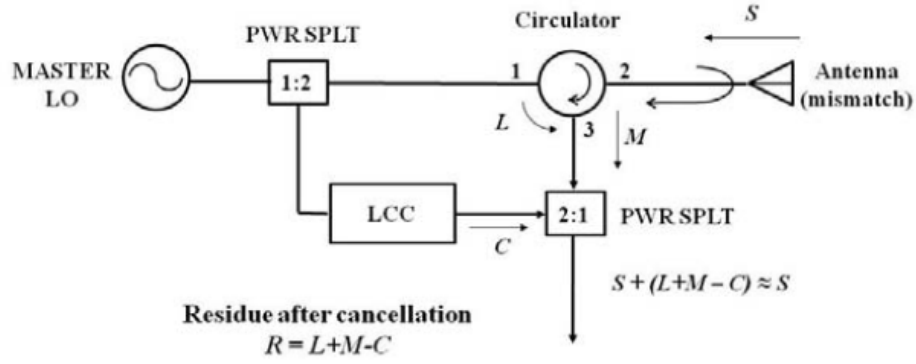 Circulator
S
PWR SPLT
MASTER
LO
1:2
1
2
Antenna
(mismatch)
L
3
M
LCC
2:1
PWR SPLT
C
S + (L+M – C) ≈ S
Residue after cancellation
R = L+M-C